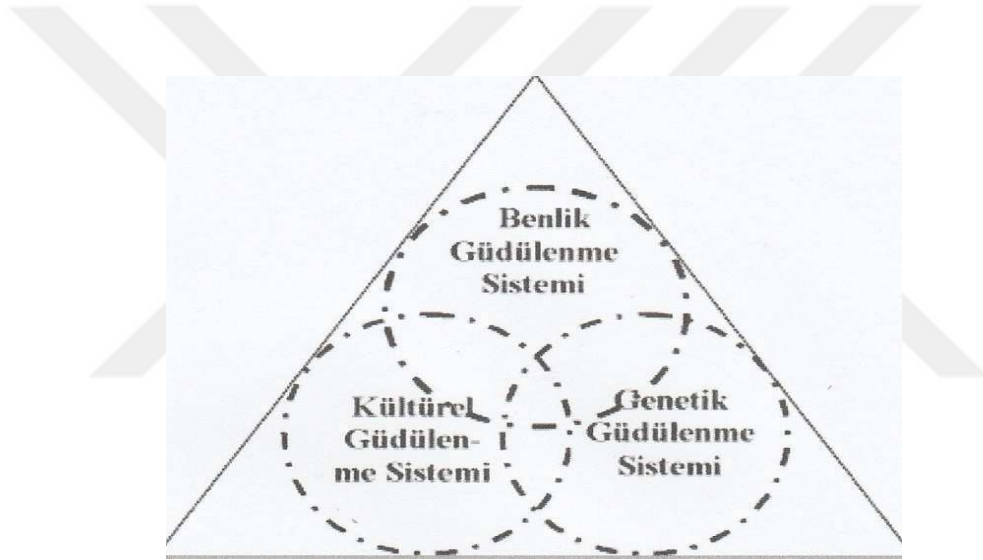 Benlik
Güdülenme
Sistemi
Kültürel
Güdülen-
me Sistemi
Genetik
Güdülenme
Sistemi